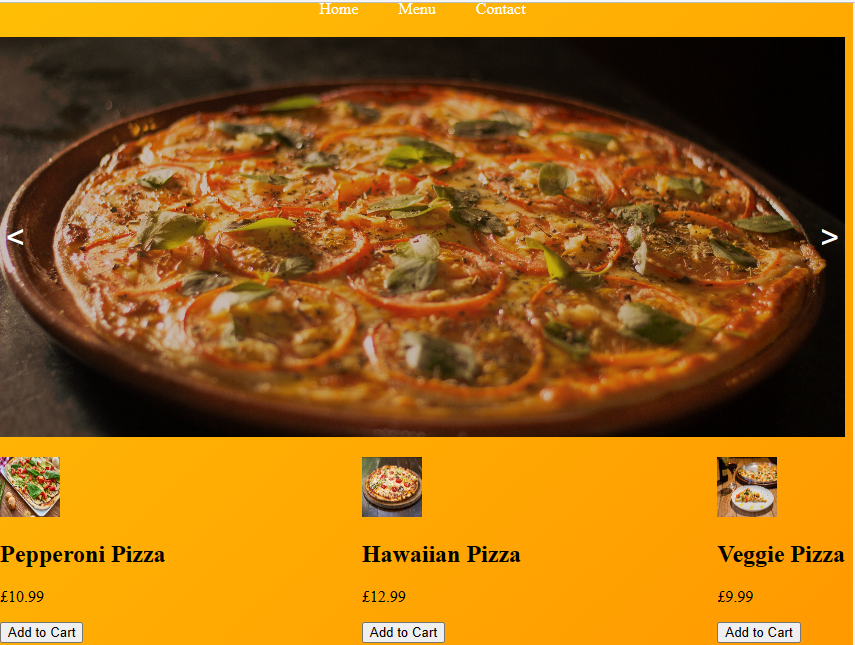 Home Menu Contact
< >
Pepperoni Pizza Hawaiian Pizza Veggie Pizza
£10.99 £12.99 £9.99
Add to Cart Add to Cart Add to Cart